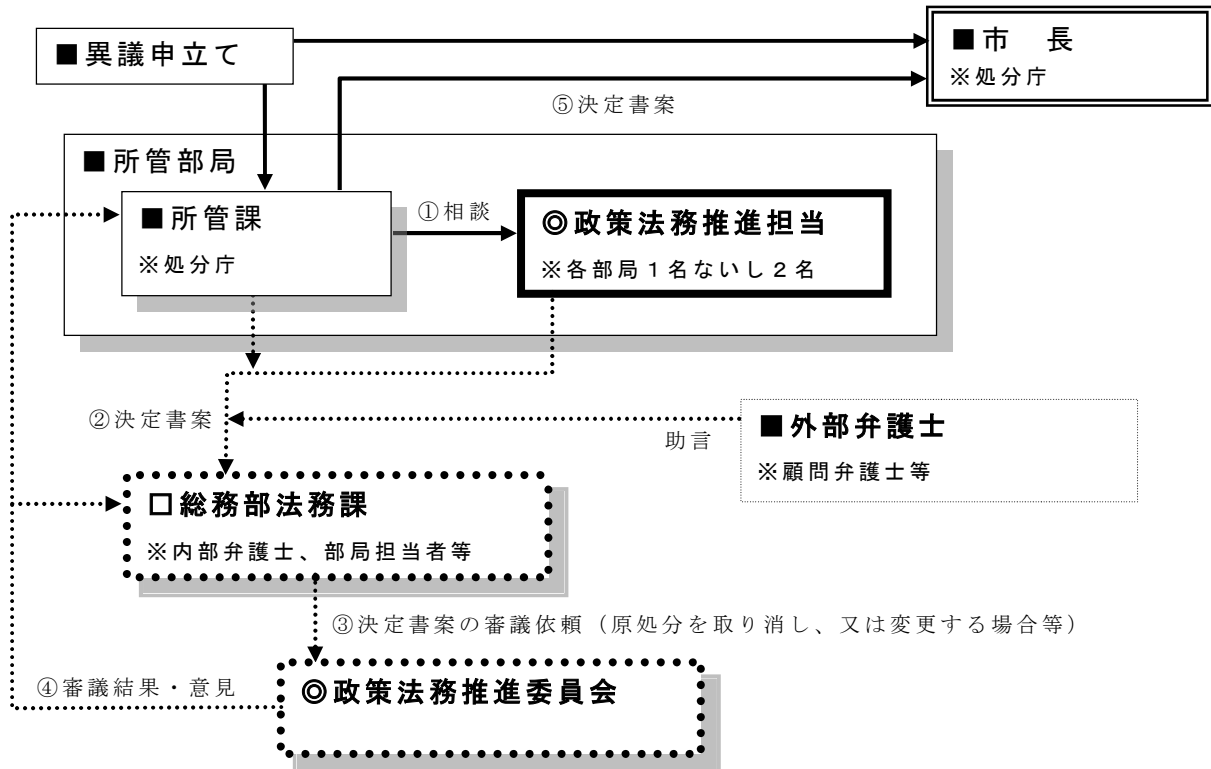 ■異議申立て
■市　長
※処分庁
⑤決定書案
■所管部局
■所管課
※処分庁
①相談
◎政策法務推進担当
※各部局１名ないし２名
②決定書案
助言
■外部弁護士
※顧問弁護士等
□総務部法務課
※内部弁護士、部局担当者等
③決定書案の審議依頼（原処分を取り消し、又は変更する場合等）
④審議結果・意見
◎政策法務推進委員会